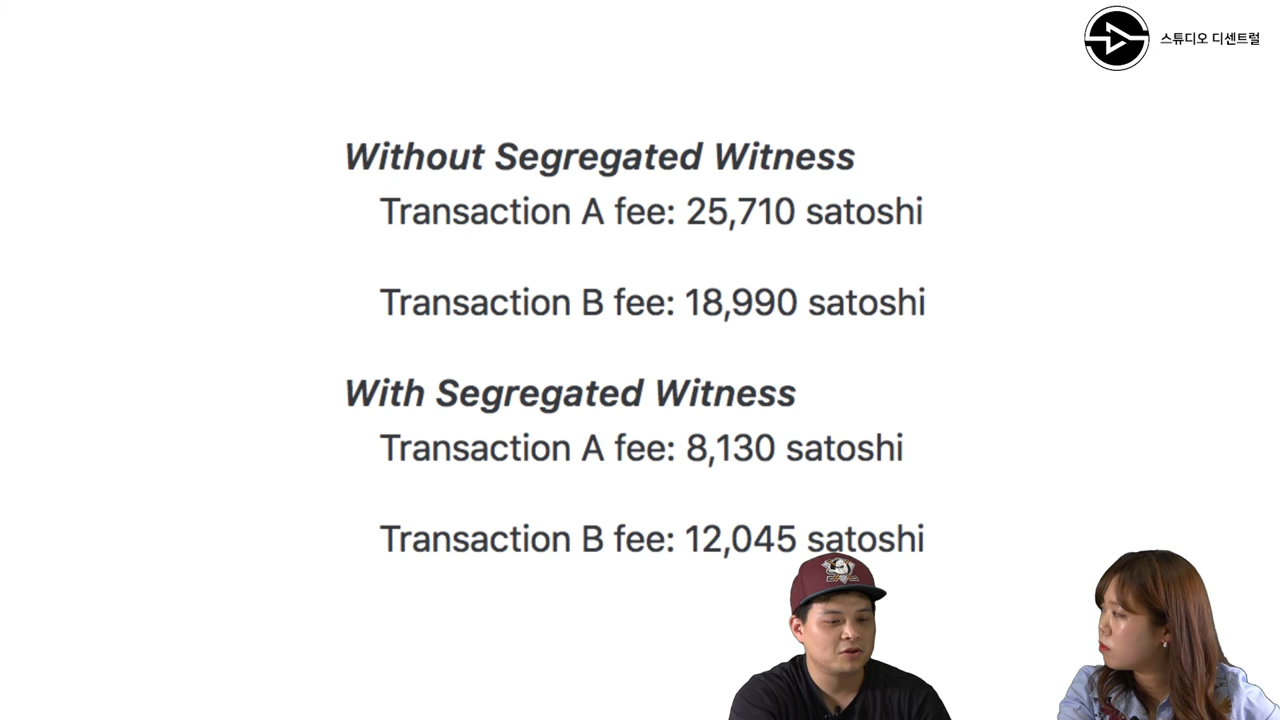 스튜디오 디센트럴
Without Segregated Witness
Transaction A fee: 25,710 satoshi
Transaction B fee: 18,990 satoshi
With Segregated Witness
Transaction A fee: 8,130 satoshi
Transaction B fee: 12,045 satoshi